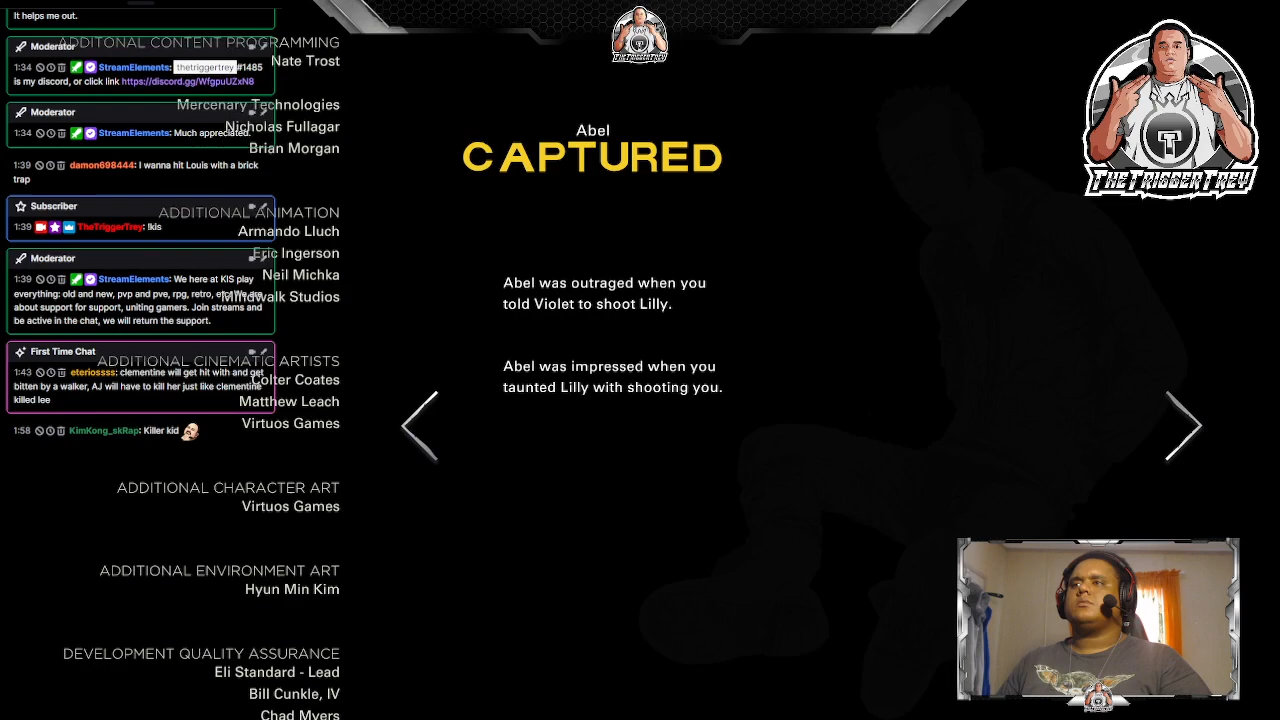 It helps me out.
Moderator
1:34 StreamElements: thetriggertrey #1485
is my discord, or click link https://discord.gg/WfgpuUZxN8
Moderator
1:34 StreamElements: Much appreciated.
1:39 damon698444: I wanna hit Louis with a brick
trap
Subscriber
1:39 TheTriggerTrey: !kis
Moderator
1:39 StreamElements: We here at KIS play
everything: old and new, pvp and pve, rpg, retro,
about support for support, uniting gamers. Join streams
and be active in the chat, we will return the support.
First Time Chat
1:43 eteriossss: clementine will get hit with and get
bitten by a walker, AJ will have to kill her just like clementine
killed lee
1:58 KimKong_skRap: Killer kid
ADDITONAL CONTENT PROGRAMMING
Nate Trost
Mercenary Technologies
Nicholas Fullagar
Brian Morgan
ADDITIONAL ANIMATION
Armando Lluch
Eric Ingerson
Neil Michka
Mindwalk Studios
ADDITIONAL CINEMATIC ARTISTS
Colter Coates
Matthew Leach
Virtuos Games
ADDITIONAL CHARACTER ART
Virtuos Games
ADDITIONAL ENVIRONMENT ART
Hyun Min Kim
DEVELOPMENT QUALITY ASSURANCE
Eli Standard - Lead
Bill Cunkle, IV
Chad Myers
THETRIGGERTREY
Abel
CAPTURED
Abel was outraged when you
told Violet to shoot Lilly.
Abel was impressed when you
taunted Lilly with shooting you.
T
THETRIGGERTREY